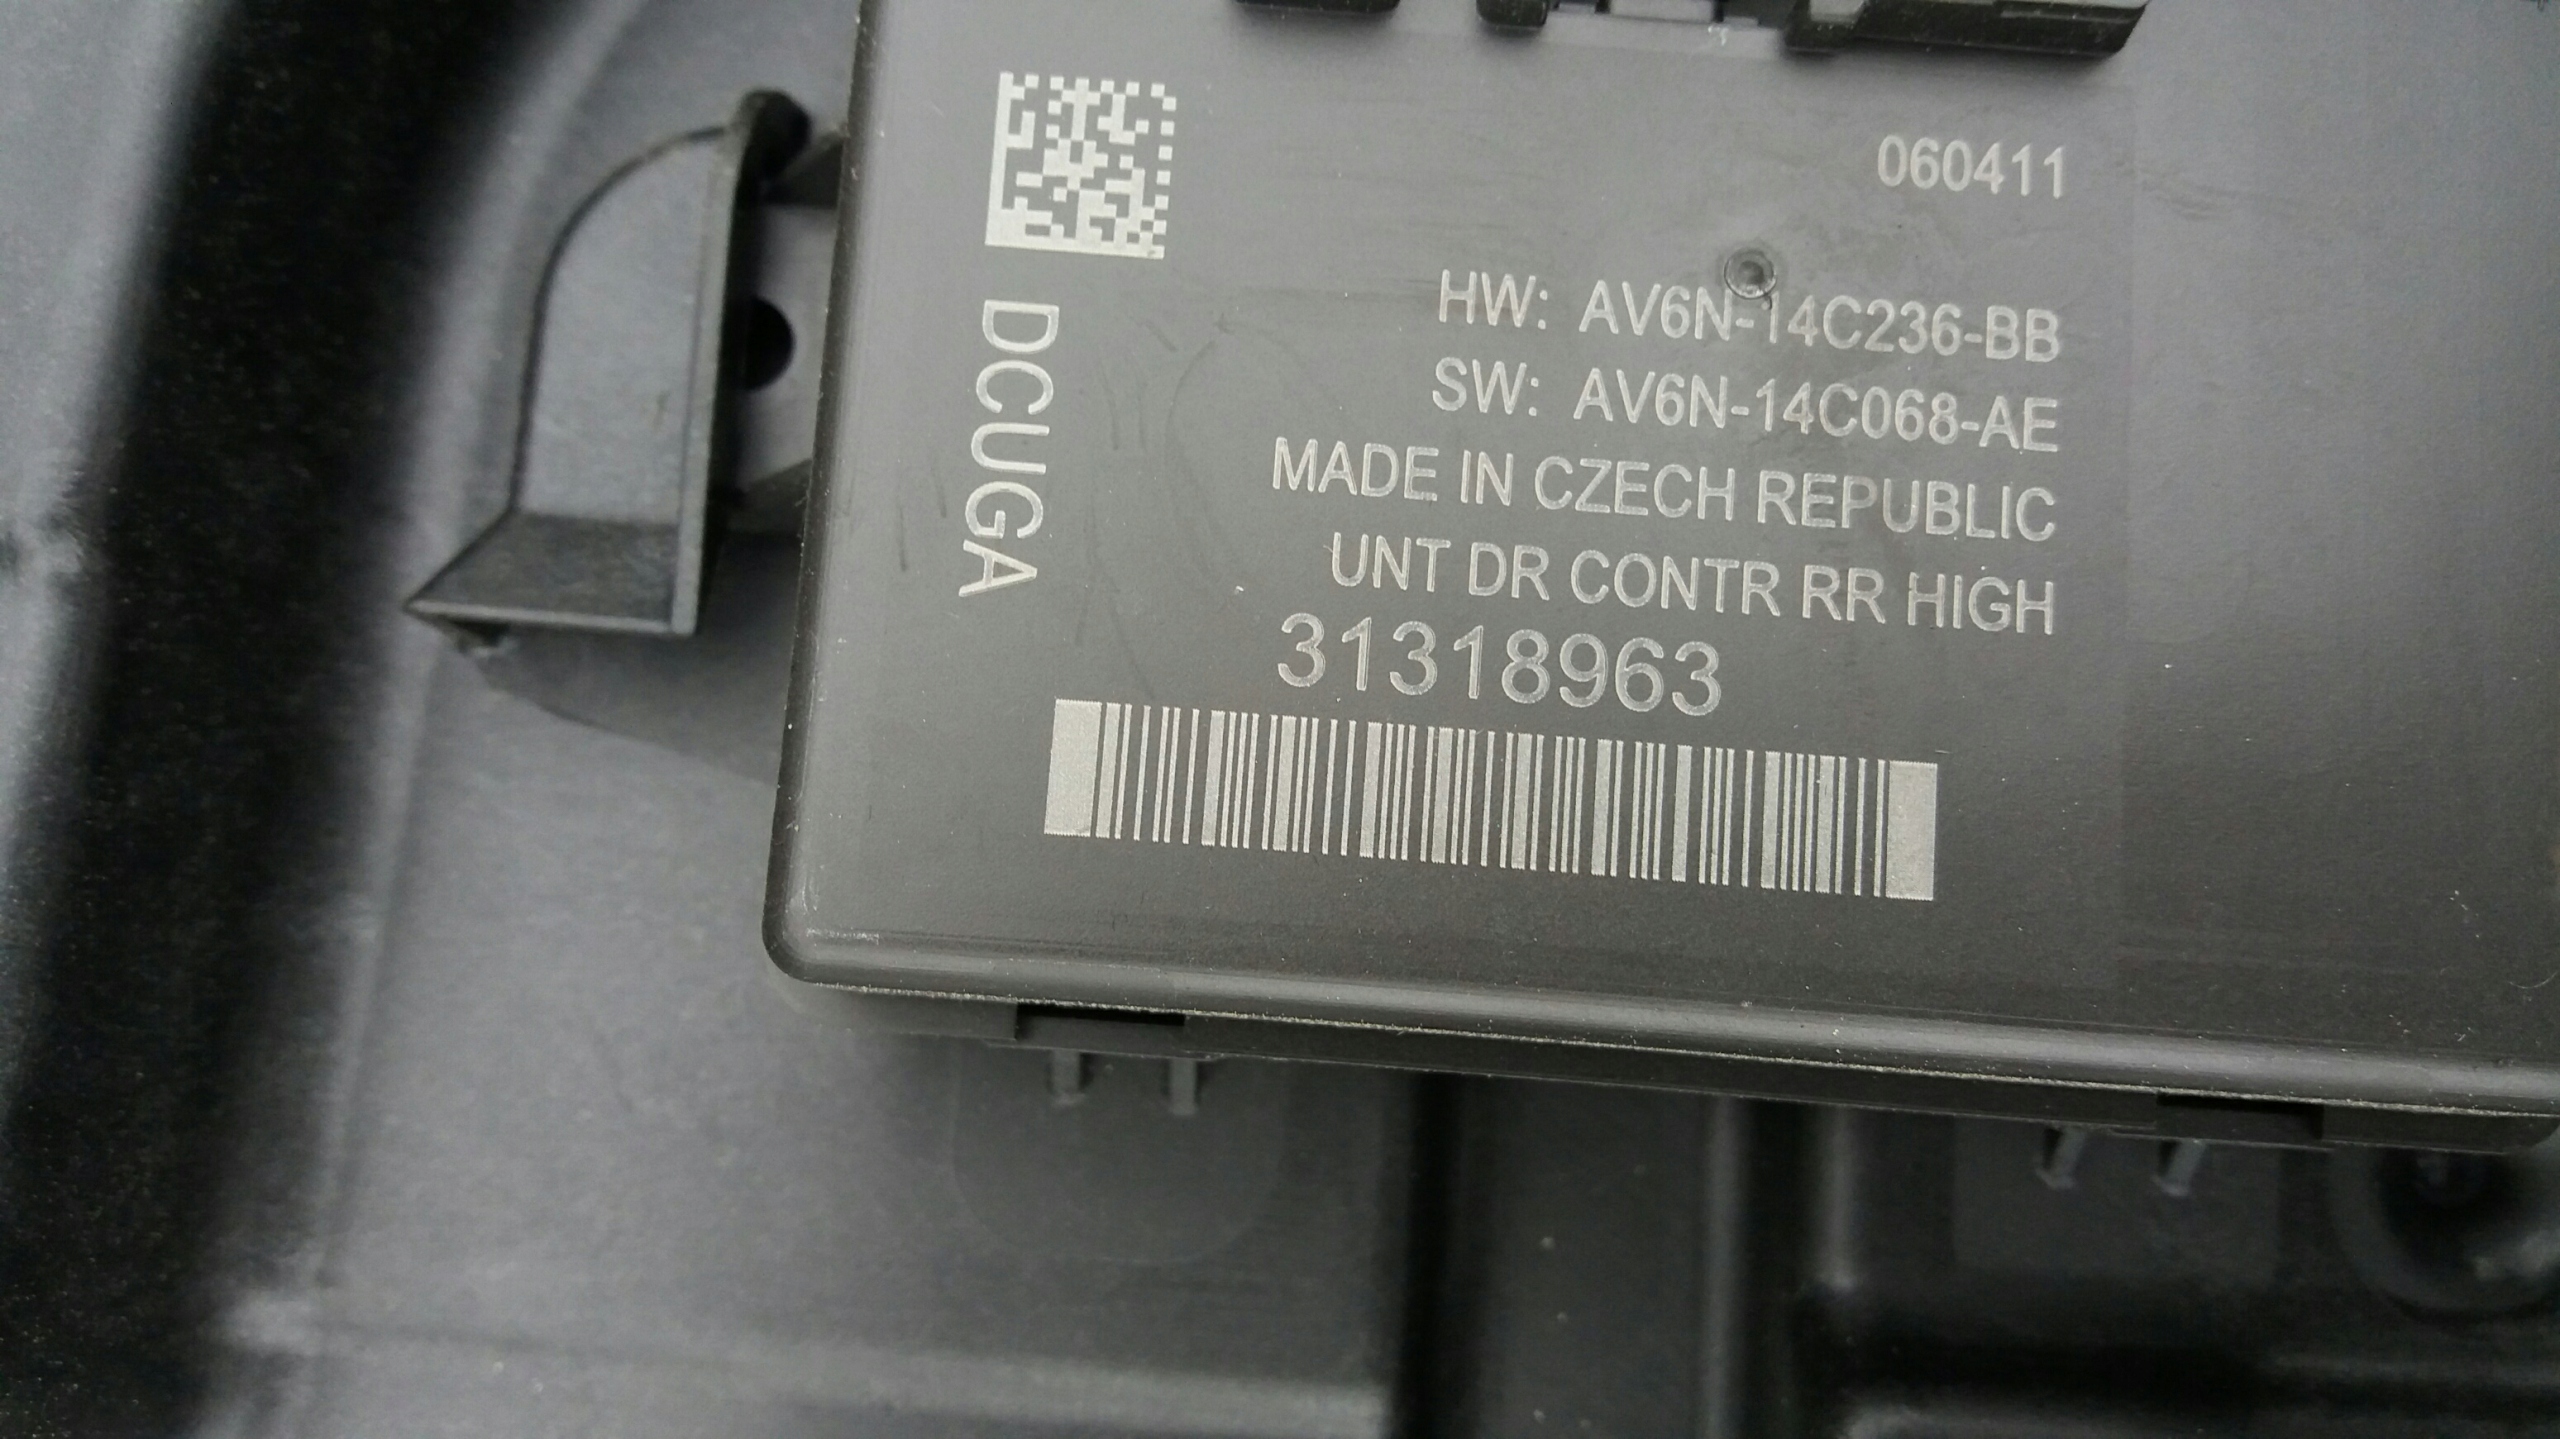 060411
HW: AV6N-14C236-BB
SW: AV6N-14C068-AE
MADE IN CZECH REPUBLIC
UNT DR CONTR RR HIGH
31318963
DCUGA